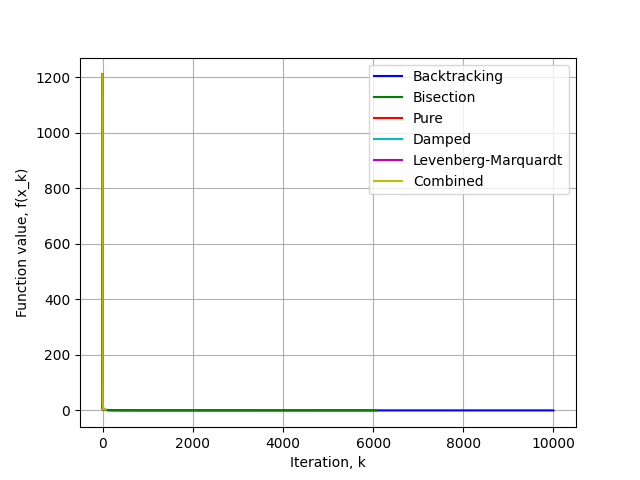 1200
1000
800
600
400
200
0
Function value, f(x_k)
Backtracking
Bisection
Pure
Damped
Levenberg-Marquardt
Combined
0 2000 4000 6000 8000 10000
Iteration, k